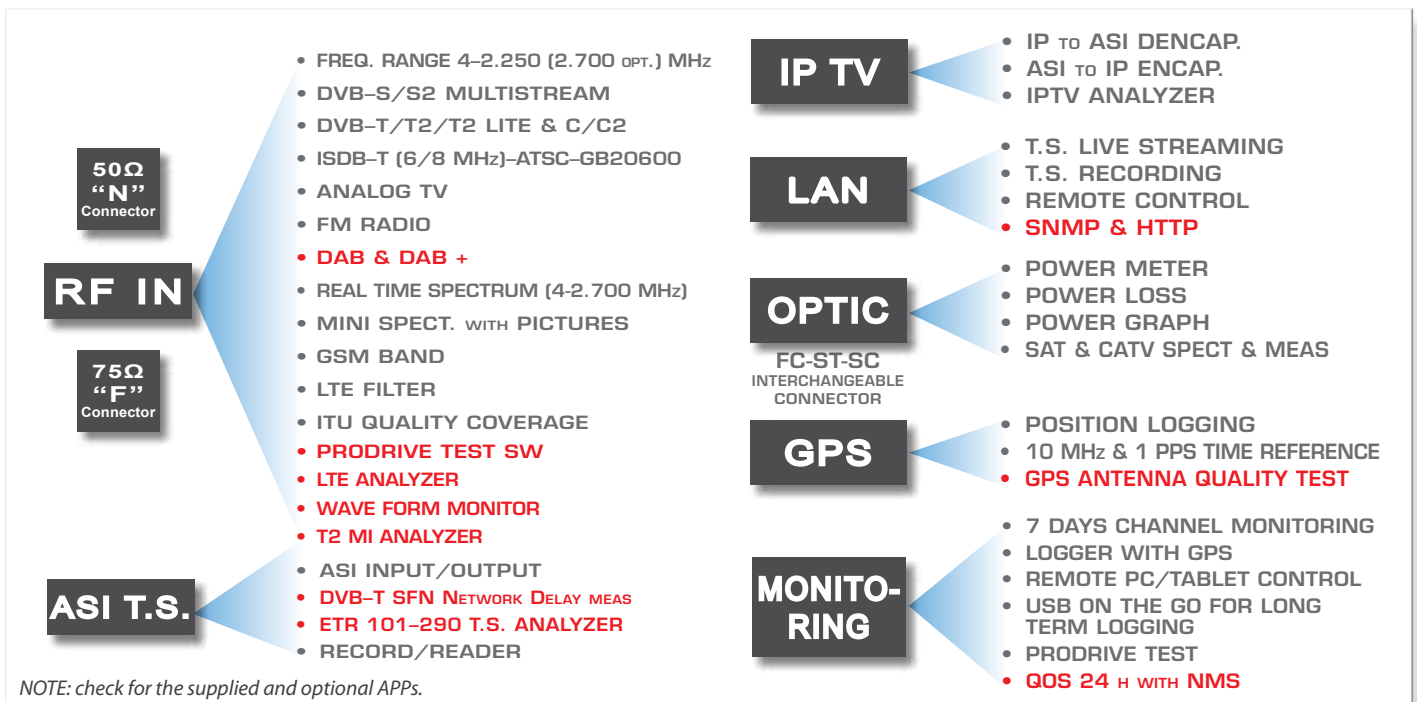 50Ω
“N”
Connector
RF IN
75Ω
“F”
Connector
• FREQ. RANGE 4–2.250 (2.700 OPT.) MHz
• DVB–S/S2 MULTISTREAM
• DVB–T/T2/T2 LITE & C/C2
• ISDB–T (6/8 MHz)–ATSC–GB20600
• ANALOG TV
• FM RADIO
• DAB & DAB +
• REAL TIME SPECTRUM (4-2.700 MHz)
• MINI SPECT. WITH PICTURES
• GSM BAND
• LTE FILTER
• ITU QUALITY COVERAGE
• PRODRIVE TEST SW
• LTE ANALYZER
• WAVE FORM MONITOR
• T2 MI ANALYZER
ASI T.S.
• ASI INPUT/OUTPUT
• DVB–T SFN NETWORK DELAY MEAS
• ETR 101–290 T.S. ANALYZER
• RECORD/READER
NOTE: check for the supplied and optional APPs.
IP TV
• IP TO ASI DENCAP.
• ASI TO IP ENCAP.
• IPTV ANALYZER
LAN
• T.S. LIVE STREAMING
• T.S. RECORDING
• REMOTE CONTROL
• SNMP & HTTP
OPTIC
FC-ST-SC
INTERCHANGEABLE
CONNECTOR
• POWER METER
• POWER LOSS
• POWER GRAPH
• SAT & CATV SPECT & MEAS
GPS
• POSITION LOGGING
• 10 MHz & 1 PPS TIME REFERENCE
• GPS ANTENNA QUALITY TEST
MONITO-
RING
• 7 DAYS CHANNEL MONITORING
• LOGGER WITH GPS
• REMOTE PC/TABLET CONTROL
• USB ON THE GO FOR LONG
TERM LOGGING
• PRODRIVE TEST
• QOS 24 H WITH NMS